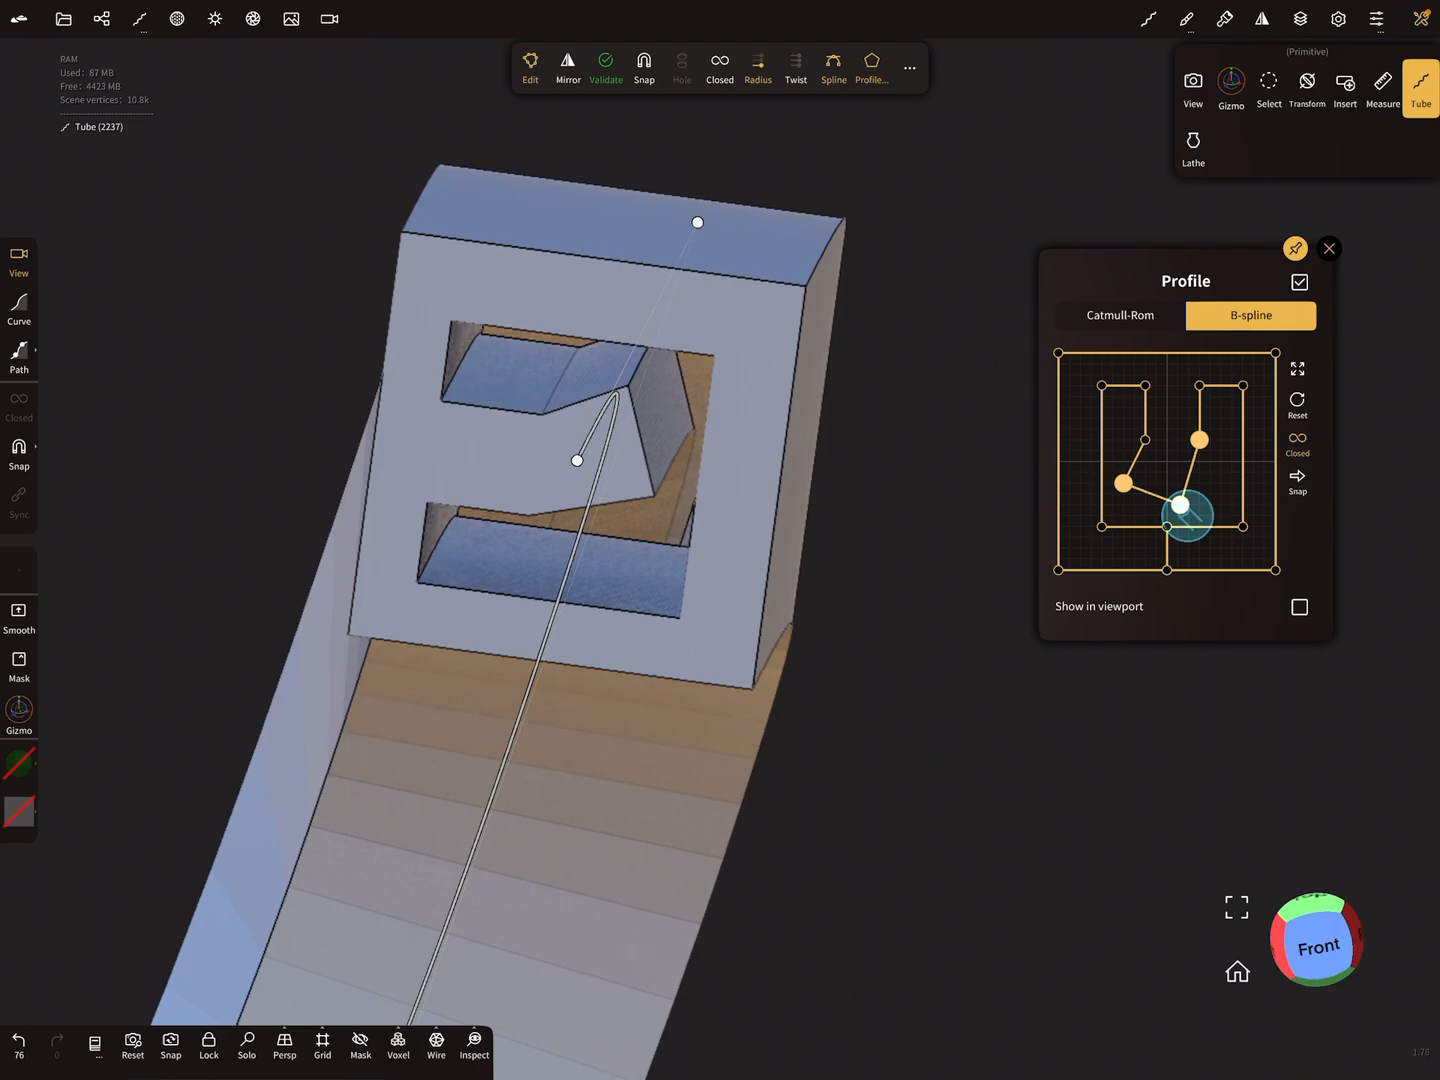 RAM
Used: 87 MB
Free: 4423 MB
Scene vertices: 10.8k
Tube (2237)
Edit
Mirror
Validate
Snap
Hole
Closed
Radius
Twist
Spline
Profile...
...
(Primitive)
View
Gizmo
Select
Transform
Insert
Measure
Tube
Lathe
View
Curve
Path
Closed
Snap
Sync
Smooth
Mask
Gizmo
Profile
Catmull-Rom
B-spline
Reset
Closed
Snap
Show in viewport
Front
76
0
...
Reset
Snap
Lock
Solo
Persp
Grid
Mask
Voxel
Wire
Inspect
1.78